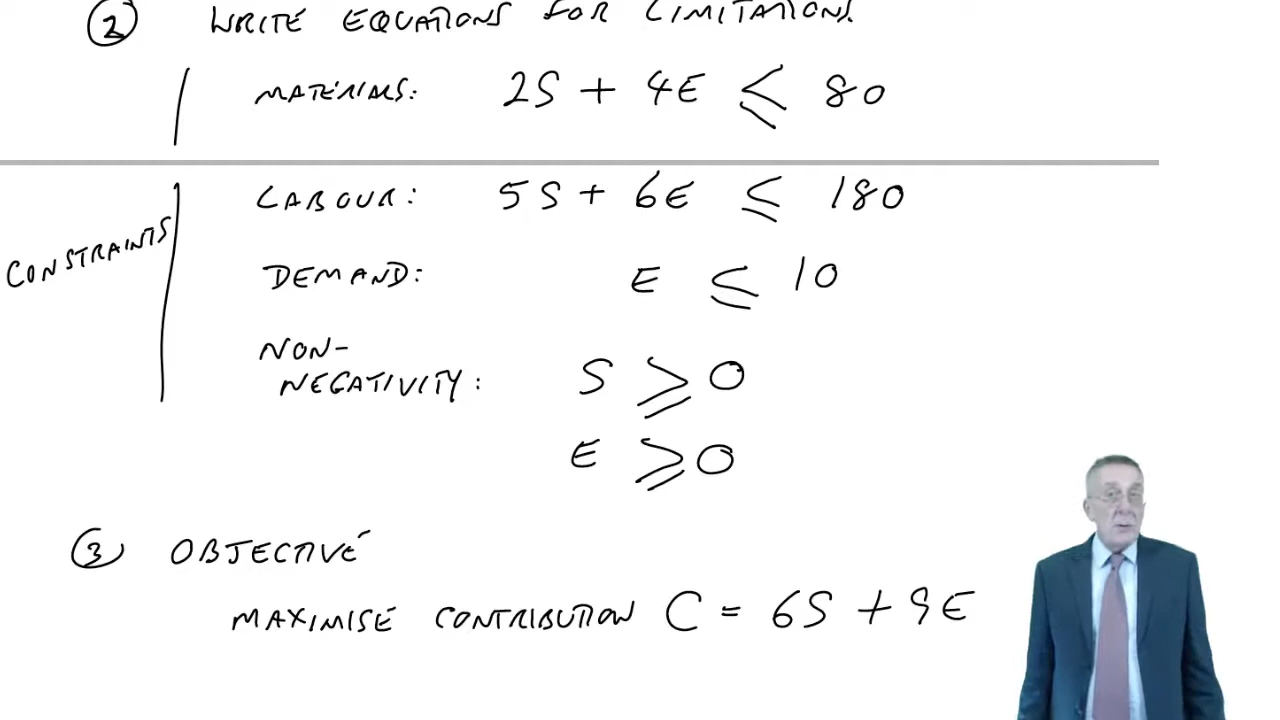 ② WRITE EQUATIONS FOR LIMITATIONS
MATERIALS: 2S + 4E ≤ 80
LABOUR: 5S + 6E ≤ 180
CONSTRAINTS
DEMAND: E ≤ 10
NON-
NEGATIVITY: S ≥ 0
E ≥ 0
③ OBJECTIVE
MAXIMISE CONTRIBUTION C = 6S + 9E